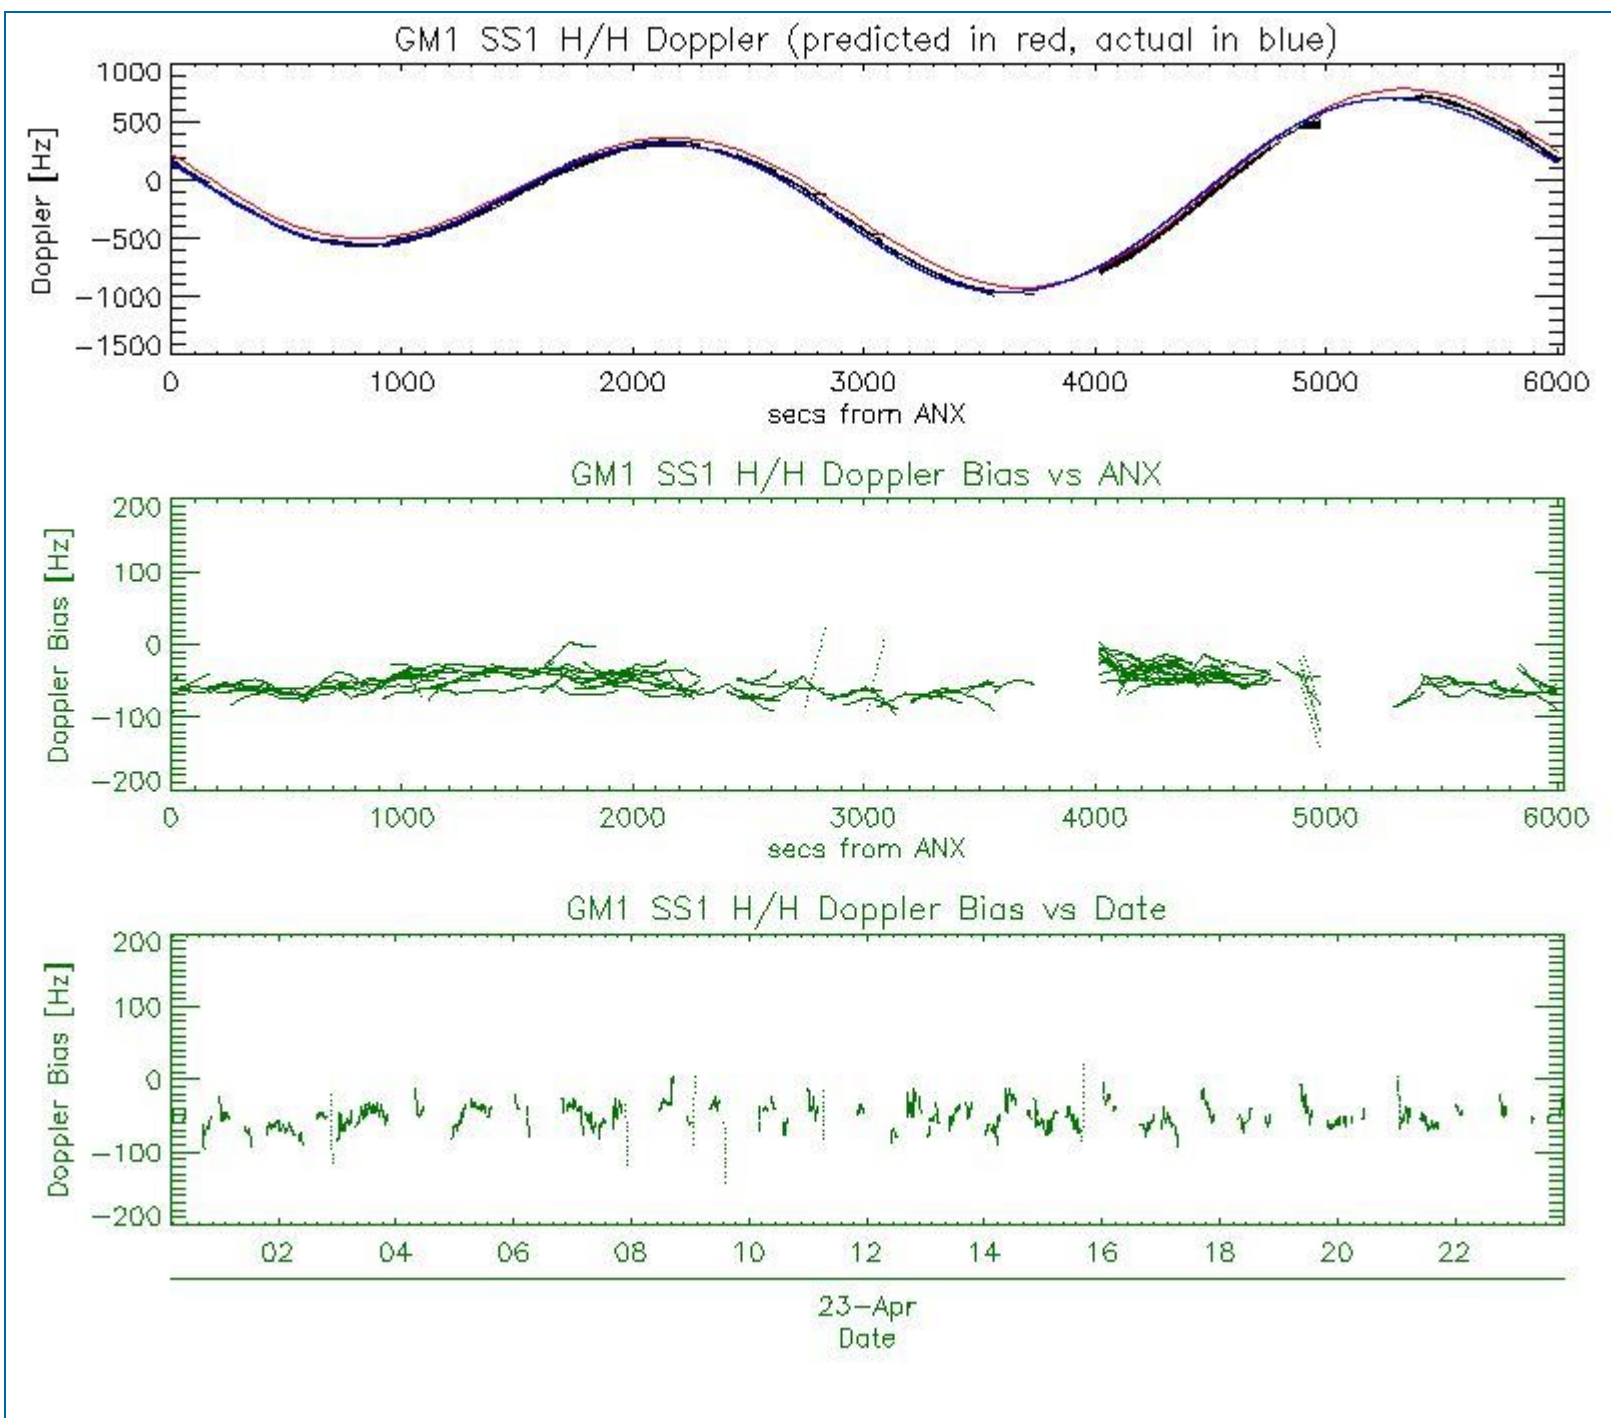 GM1 SS1 H/H Doppler (predicted in red, actual in blue)
Doppler [Hz]
1000
500
0
-500
-1000
-1500
0 1000 2000 3000 4000 5000 6000
secs from ANX
GM1 SS1 H/H Doppler Bias vs ANX
Doppler Bias [Hz]
200
100
0
-100
-200
0 1000 2000 3000 4000 5000 6000
secs from ANX
GM1 SS1 H/H Doppler Bias vs Date
Doppler Bias [Hz]
200
100
0
-100
-200
02 04 06 08 10 12 14 16 18 20 22
23-Apr
Date